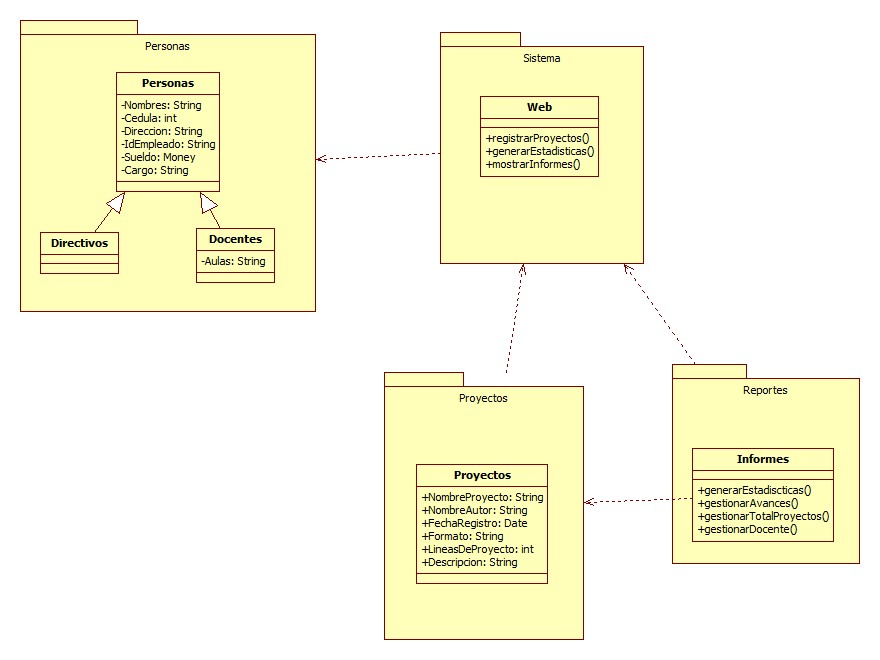 Personas
Personas
-Nombres: String
-Cedula: int
-Direccion: String
-IdEmpleado: String
-Sueldo: Money
-Cargo: String
Directivos
Docentes
-Aulas: String
Sistema
Web
+registrarProyectos()
+generarEstadisticas()
+mostrarInformes()
Proyectos
Proyectos
+NombreProyecto: String
+NombreAutor: String
+FechaRegistro: Date
+Formato: String
+LineasDeProyecto: int
+Descripcion: String
Reportes
Informes
+generarEstadiscticas()
+gestionarAvances()
+gestionarTotalProyectos()
+gestionarDocente()